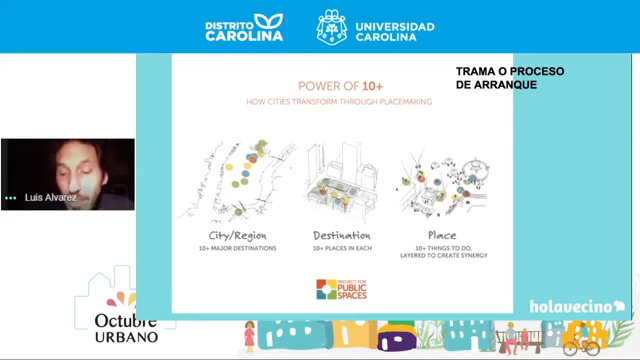 DISTRITO
CAROLINA
UNIVERSIDAD
CAROLINA
TRAMA O PROCESO
DE ARRANQUE
POWER OF 10+
HOW CITIES TRANSFORM THROUGH PLACEMAKING
Luis Alvarez
City/Region
10+ MAJOR DESTINATIONS
Destination
10+ PLACES IN EACH
Place
10+ THINGS TO DO,
LAYERED TO CREATE SYNERGY
PROJECT FOR
PUBLIC
SPACES
holavecino
Octubre
URBANO